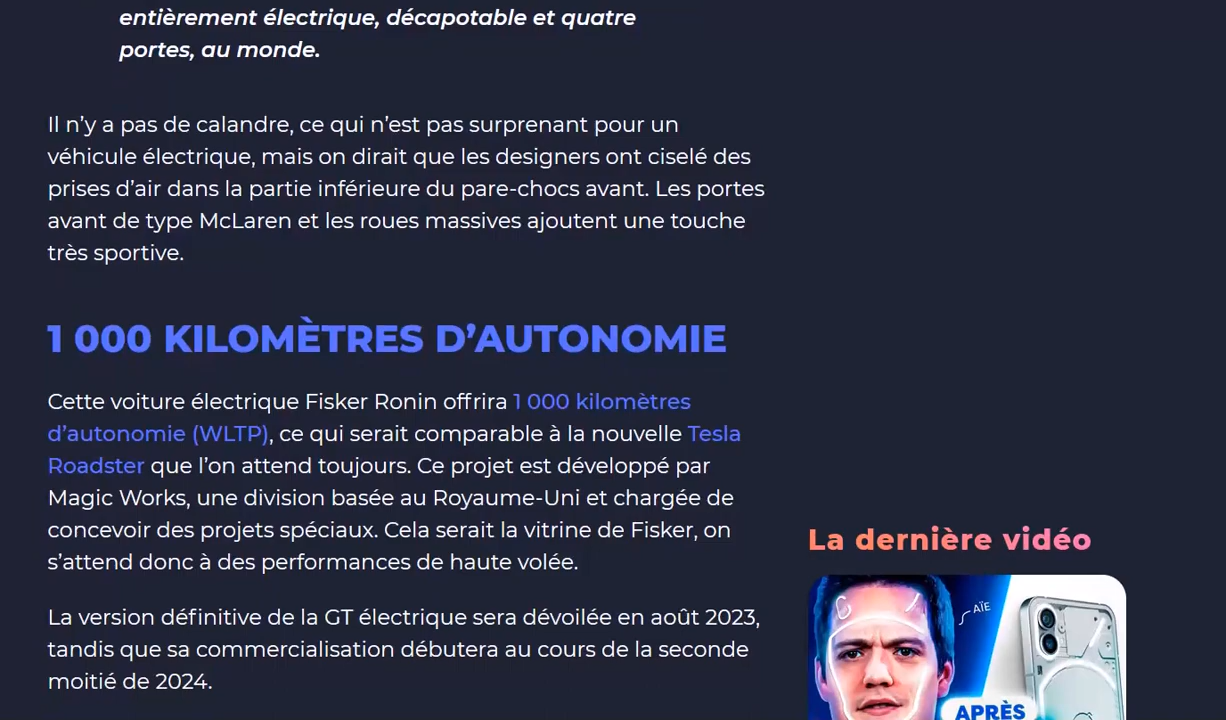 entièrement électrique, décapotable et quatre
portes, au monde.
Il n’y a pas de calandre, ce qui n’est pas surprenant pour un
véhicule électrique, mais on dirait que les designers ont ciselé des
prises d’air dans la partie inférieure du pare-chocs avant. Les portes
avant de type McLaren et les roues massives ajoutent une touche
très sportive.
1 000 KILOMÈTRES D’AUTONOMIE
Cette voiture électrique Fisker Ronin offrira 1 000 kilomètres
d’autonomie (WLTP), ce qui serait comparable à la nouvelle Tesla
Roadster que l’on attend toujours. Ce projet est développé par
Magic Works, une division basée au Royaume-Uni et chargée de
concevoir des projets spéciaux. Cela serait la vitrine de Fisker, on
s’attend donc à des performances de haute volée.
La version définitive de la GT électrique sera dévoilée en août 2023,
tandis que sa commercialisation débutera au cours de la seconde
moitié de 2024.
La dernière vidéo
AÏE
APRÈS